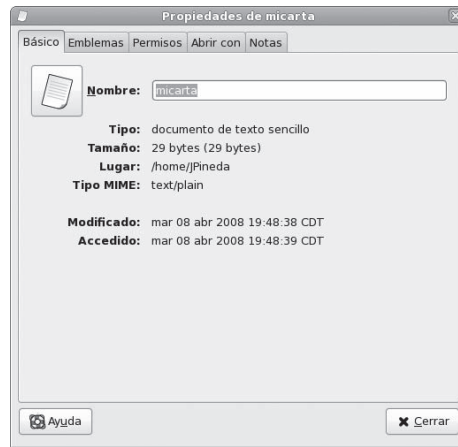 Propiedades de micarta
Básico Emblemas Permisos Abrir con Notas
Nombre: micarta
Tipo: documento de texto sencillo
Tamaño: 29 bytes (29 bytes)
Lugar: /home/JPineda
Tipo MIME: text/plain
Modificado: mar 08 abr 2008 19:48:38 CDT
Accedido: mar 08 abr 2008 19:48:39 CDT
Ayuda Cerrar